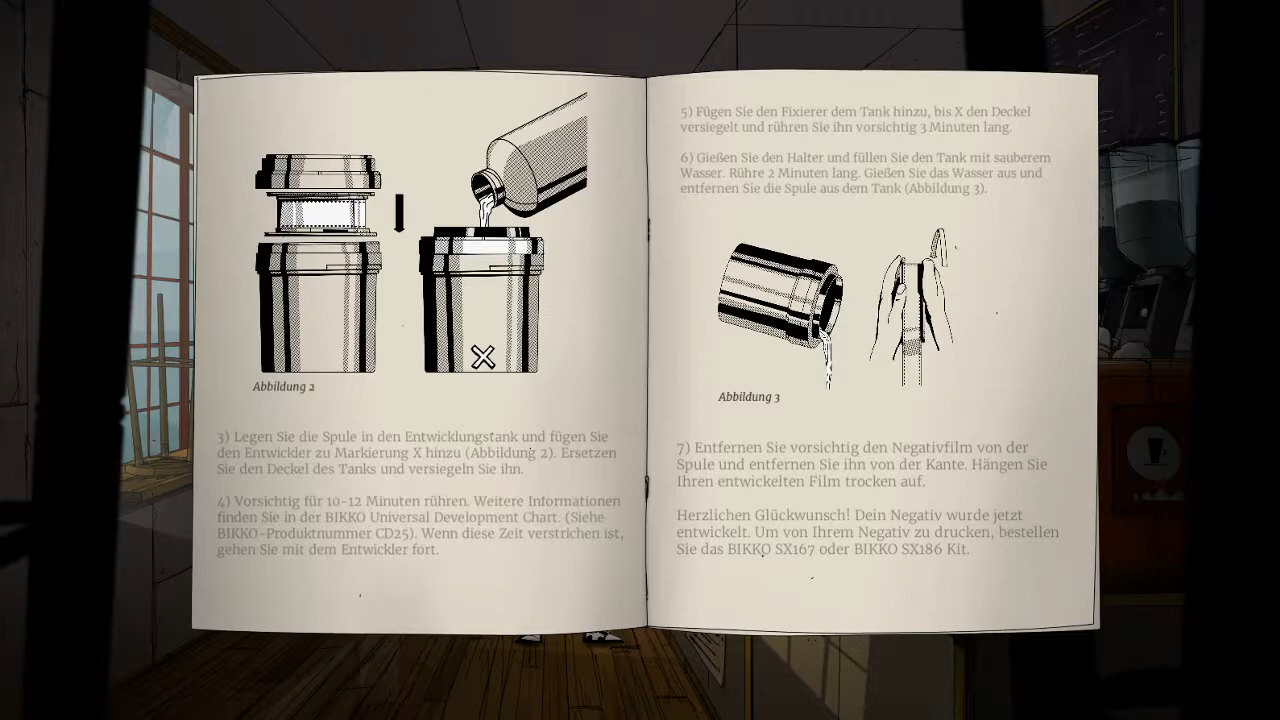 Abbildung 2
3) Legen Sie die Spule in den Entwicklungstank und fügen Sie
den Entwickler zu Markierung X hinzu (Abbildung 2). Ersetzen
Sie den Deckel des Tanks und versiegeln Sie ihn.
4) Vorsichtig für 10-12 Minuten rühren. Weitere Informationen
finden Sie in der BIKKO Universal Development Chart. (Siehe
BIKKO-Produktnummer CD25). Wenn diese Zeit verstrichen ist,
gehen Sie mit dem Entwickler fort.
5) Fügen Sie den Fixierer dem Tank hinzu, bis X den Deckel
versiegelt und rühren Sie ihn vorsichtig 3 Minuten lang.
6) Gießen Sie den Halter und füllen Sie den Tank mit sauberem
Wasser. Rühre 2 Minuten lang. Gießen Sie das Wasser aus und
entfernen Sie die Spule aus dem Tank (Abbildung 3).
Abbildung 3
7) Entfernen Sie vorsichtig den Negativfilm von der
Spule und entfernen Sie ihn von der Kante. Hängen Sie
Ihren entwickelten Film trocken auf.
Herzlichen Glückwunsch! Dein Negativ wurde jetzt
entwickelt. Um von Ihrem Negativ zu drucken, bestellen
Sie das BIKKO SX167 oder BIKKO SX186 Kit.